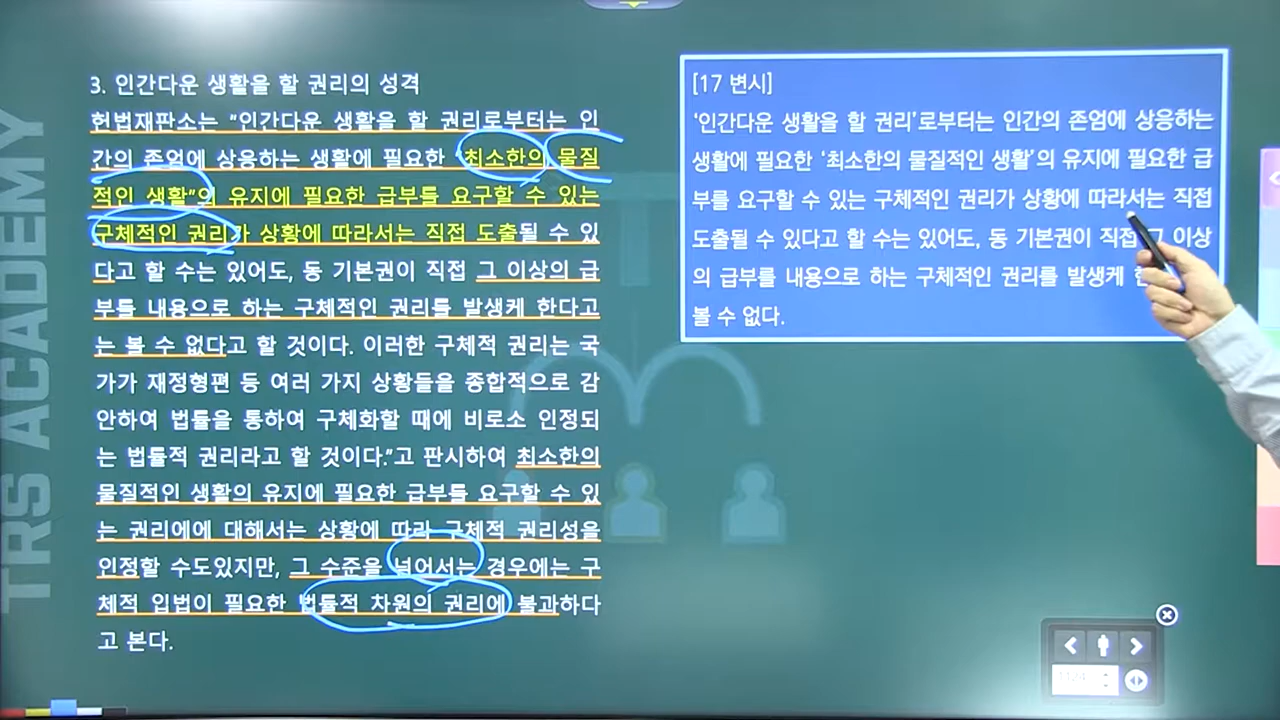 3. 인간다운 생활을 할 권리의 성격
헌법재판소는 "인간다운 생활을 할 권리로부터는 인
간의 존엄에 상응하는 생활에 필요한 "최소한의 물질
적인 생활"의 유지에 필요한 급부를 요구할 수 있는
구체적인 권리가 상황에 따라서는 직접 도출될 수 있
다고 할 수는 있어도, 동 기본권이 직접 그 이상의 급
부를 내용으로 하는 구체적인 권리를 발생케 한다고
는 볼 수 없다고 할 것이다. 이러한 구체적 권리는 국
가가 재정형편 등 여러 가지 상황들을 종합적으로 감
안하여 법률을 통하여 구체화할 때에 비로소 인정되
는 법률적 권리라고 할 것이다."고 판시하여 최소한의
물질적인 생활의 유지에 필요한 급부를 요구할 수 있
는 권리에에 대해서는 상황에 따라 구체적 권리성을
인정할 수도있지만, 그 수준을 넘어서는 경우에는 구
체적 입법이 필요한 법률적 차원의 권리에 불과하다
고 본다.
[17 변시]
'인간다운 생활을 할 권리'로부터는 인간의 존엄에 상응하는
생활에 필요한 '최소한의 물질적인 생활'의 유지에 필요한 급
부를 요구할 수 있는 구체적인 권리가 상황에 따라서는 직접
도출될 수 있다고 할 수는 있어도, 동 기본권이 직접 그 이상
의 급부를 내용으로 하는 구체적인 권리를 발생케 한
볼 수 없다.
TRS ACADEMY